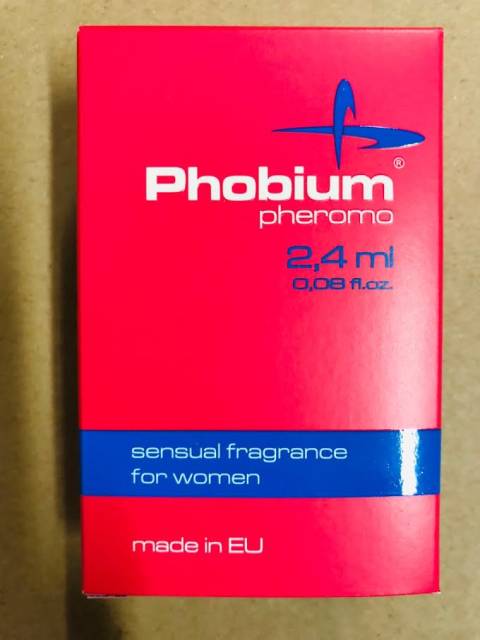 Phobium®
pheromo
2,4 ml
0,08 fl.oz.
sensual fragrance
for women
made in EU